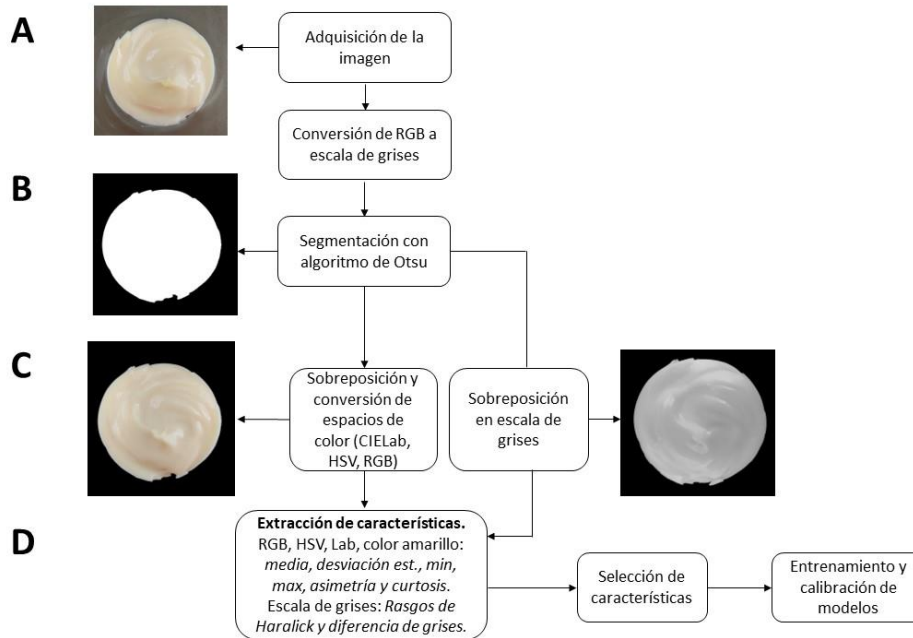 A
Adquisición de la
imagen
Conversión de RGB a
escala de grises
B
Segmentación con
algoritmo de Otsu
C
Sobreposición y
conversión de
espacios de
color (CIELab,
HSV, RGB)
Sobreposición
en escala de
grises
D
Extracción de características.
RGB, HSV, Lab, color amarillo:
media, desviación est., min,
max, asimetría y curtosis.
Escala de grises: Rasgos de
Haralick y diferencia de grises.
Selección de
características
Entrenamiento y
calibración de
modelos